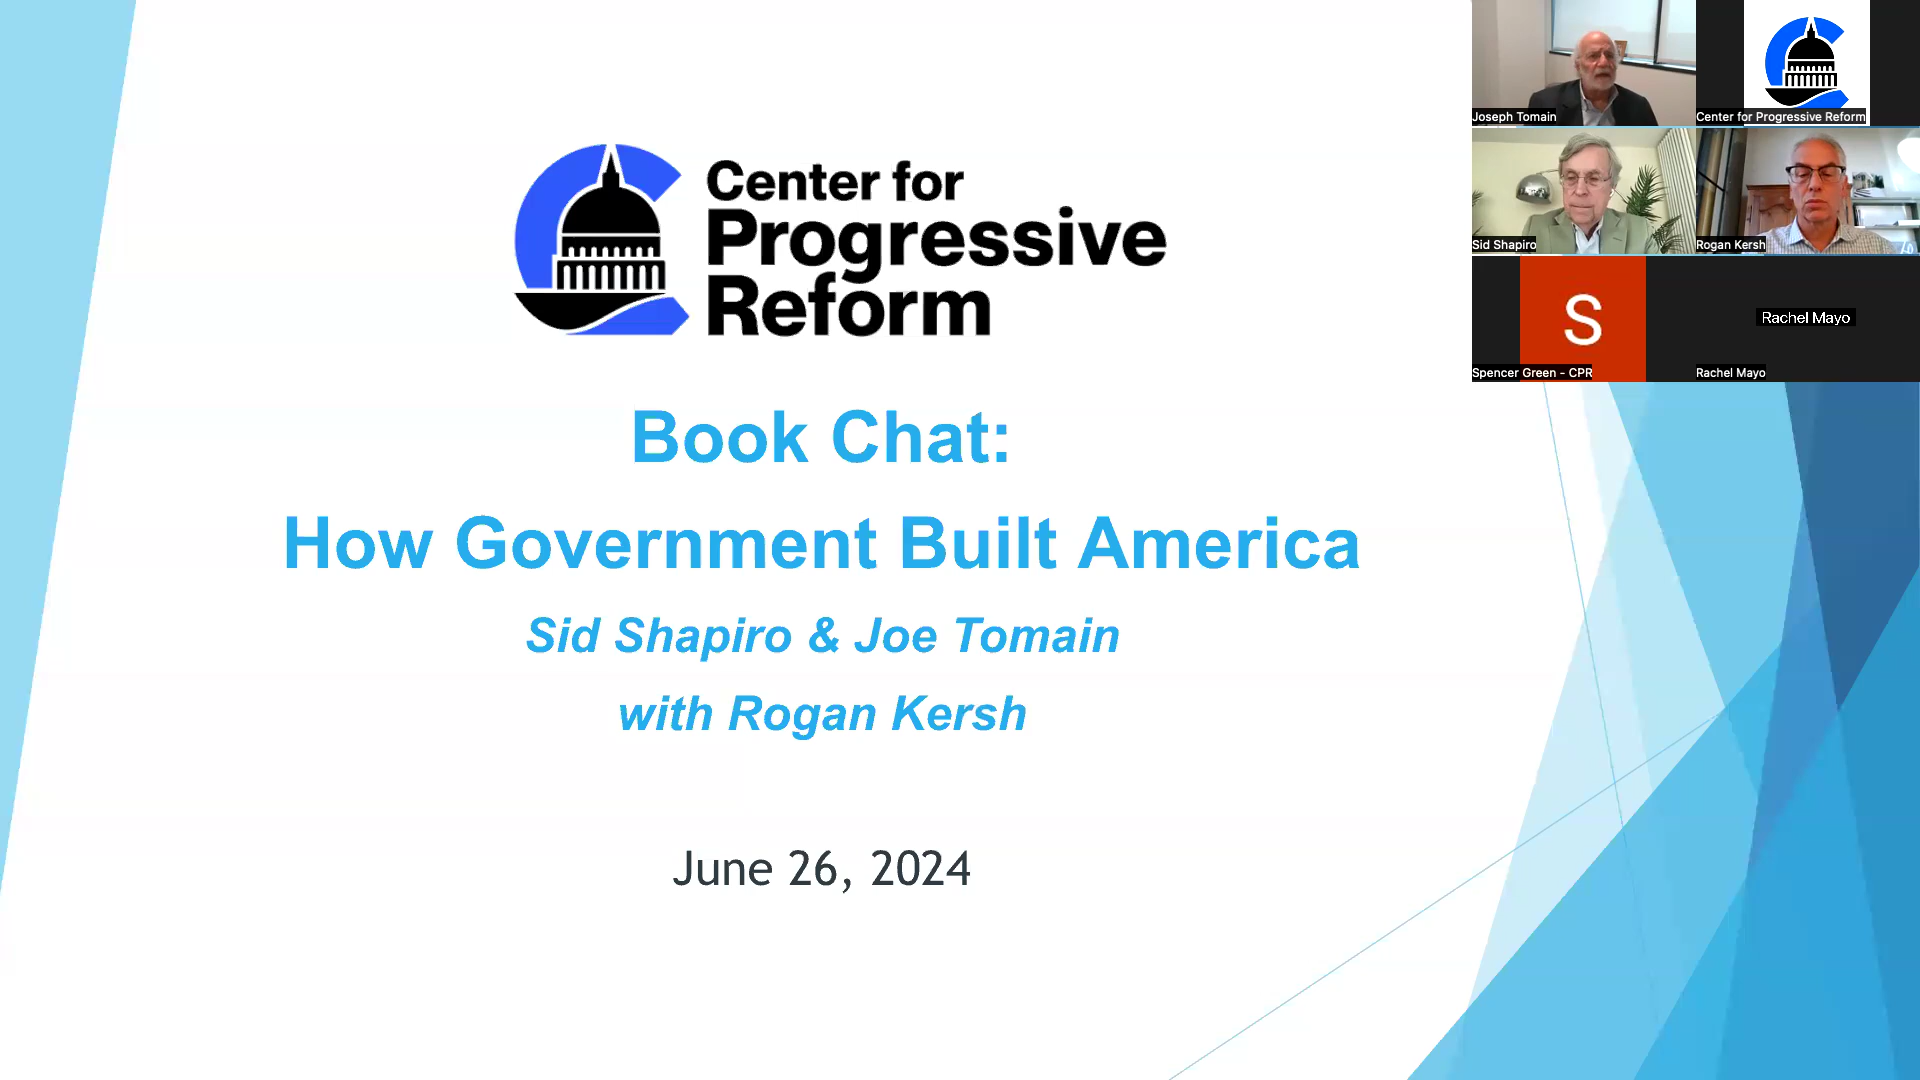 Center for
Progressive
Reform
Book Chat:
How Government Built America
Sid Shapiro & Joe Tomain
with Rogan Kersh
June 26, 2024
Joseph Tomain
Center for Progressive Reform
Sid Shapiro
Rogan Kersh
S
Spencer Green - CPR
Rachel Mayo
Rachel Mayo